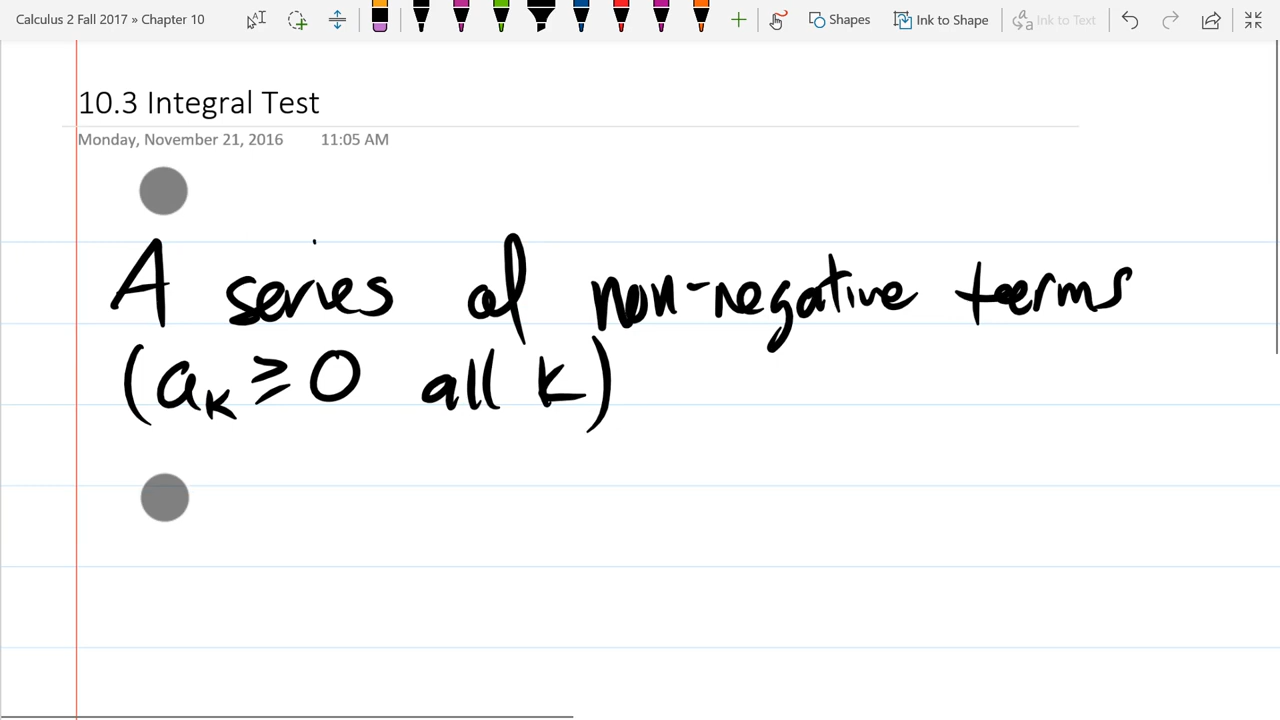 Calculus 2 Fall 2017 » Chapter 10
Shapes
Ink to Shape
Ink to Text
10.3 Integral Test
Monday, November 21, 2016 11:05 AM
A series of non-negative terms
(aₖ ≥ 0 all k)